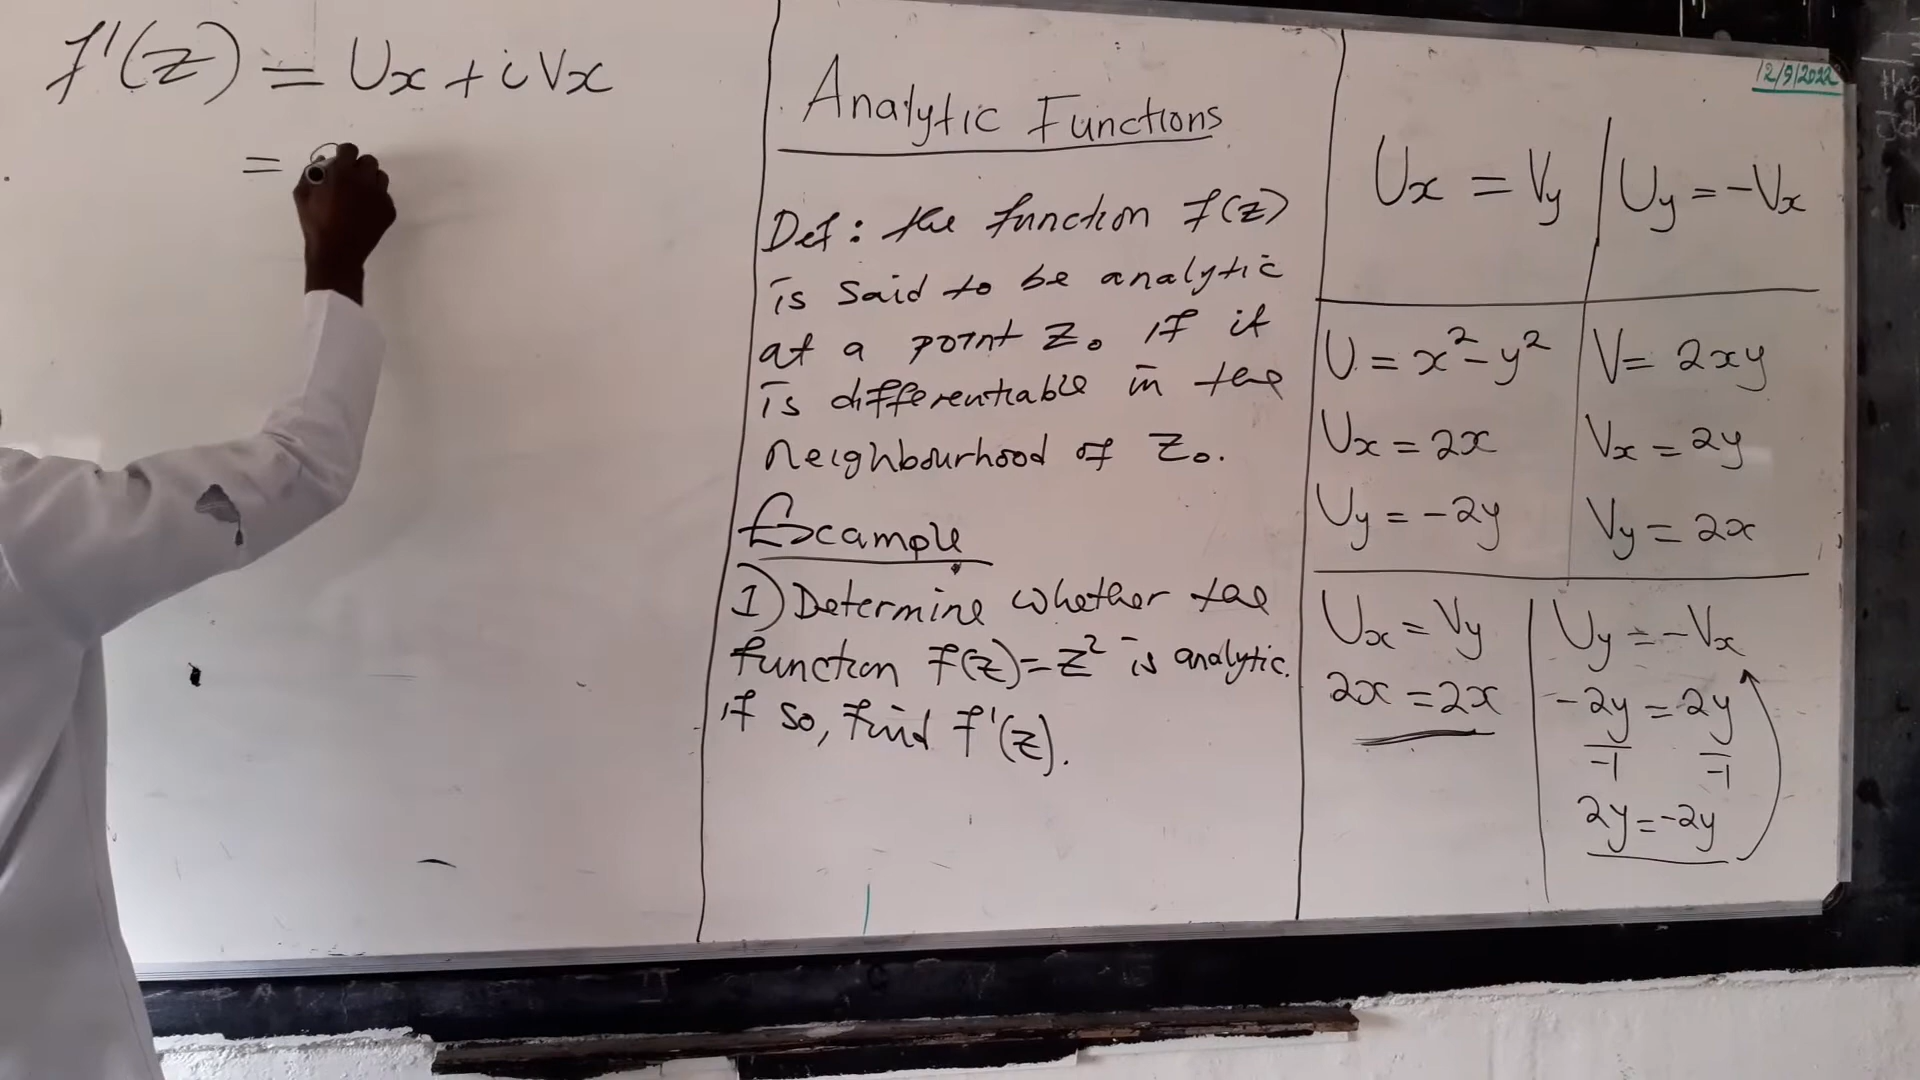 f'(z) = Ux + i Vx
=
Analytic Functions
Def: the function f(z)
is said to be analytic
at a point Z₀ if it
is differentiable in the
neighbourhood of Z₀.
Example
1) Determine whether the
function f(z) = z² is analytic.
if so, find f'(z).
12/9/2022
Ux = Vy | Uy = -Vx
U = x² - y² | V = 2xy
Ux = 2x | Vx = 2y
Uy = -2y | Vy = 2x
Ux = Vy | Uy = -Vx
2x = 2x | -2y = 2y
-1 -1
2y = -2y